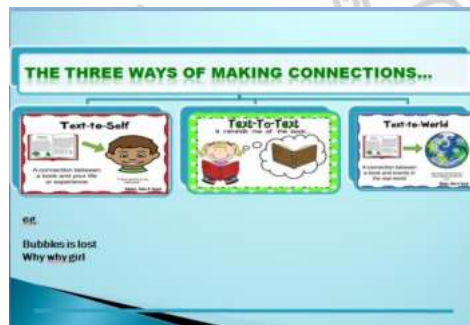 THE THREE WAYS OF MAKING CONNECTIONS...
Text-to-Self
A connection between
a book and your life
or experience
Text-To-Text
it reminds me of the book
Text-to-World
A connection between
a book and events in
the real world
eg.
Bubbles is lost
Why why girl